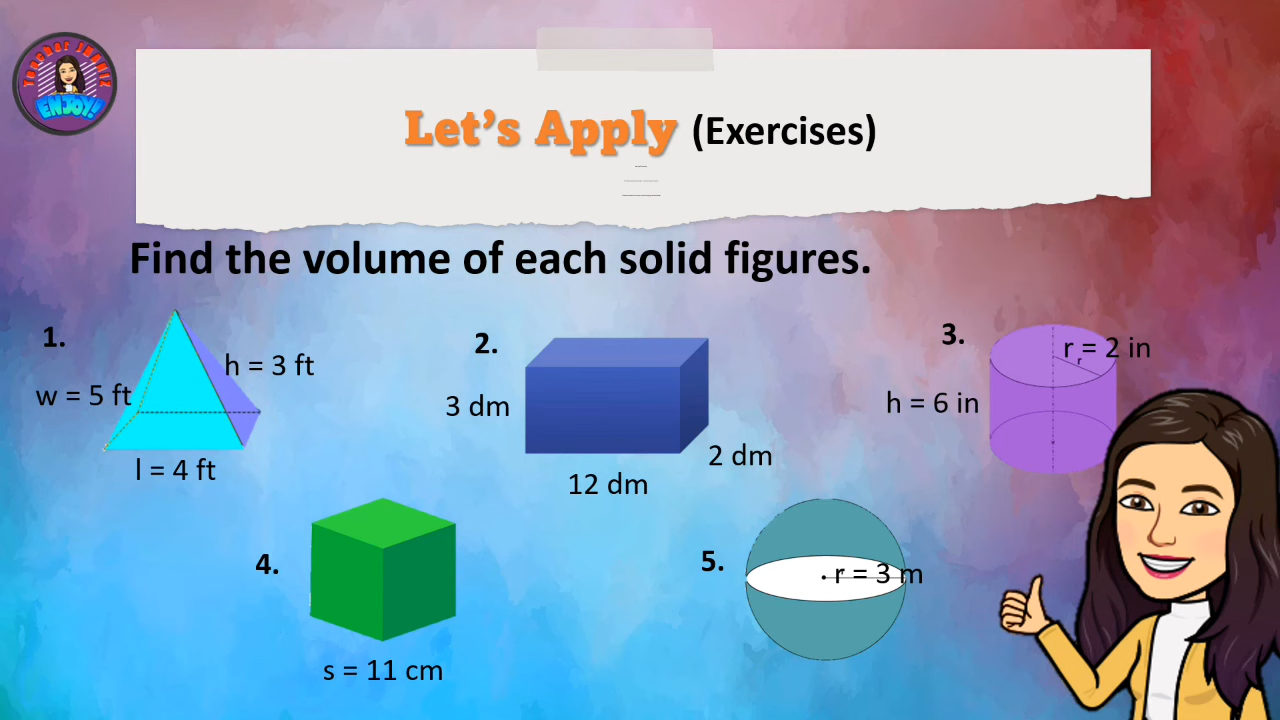 ENJOY!
Let's Apply (Exercises)
Find the volume of each solid figures.
1.
h = 3 ft
w = 5 ft
l = 4 ft
2.
3 dm
2 dm
12 dm
3.
r = 2 in
r
h = 6 in
4.
s = 11 cm
5.
r = 3 m